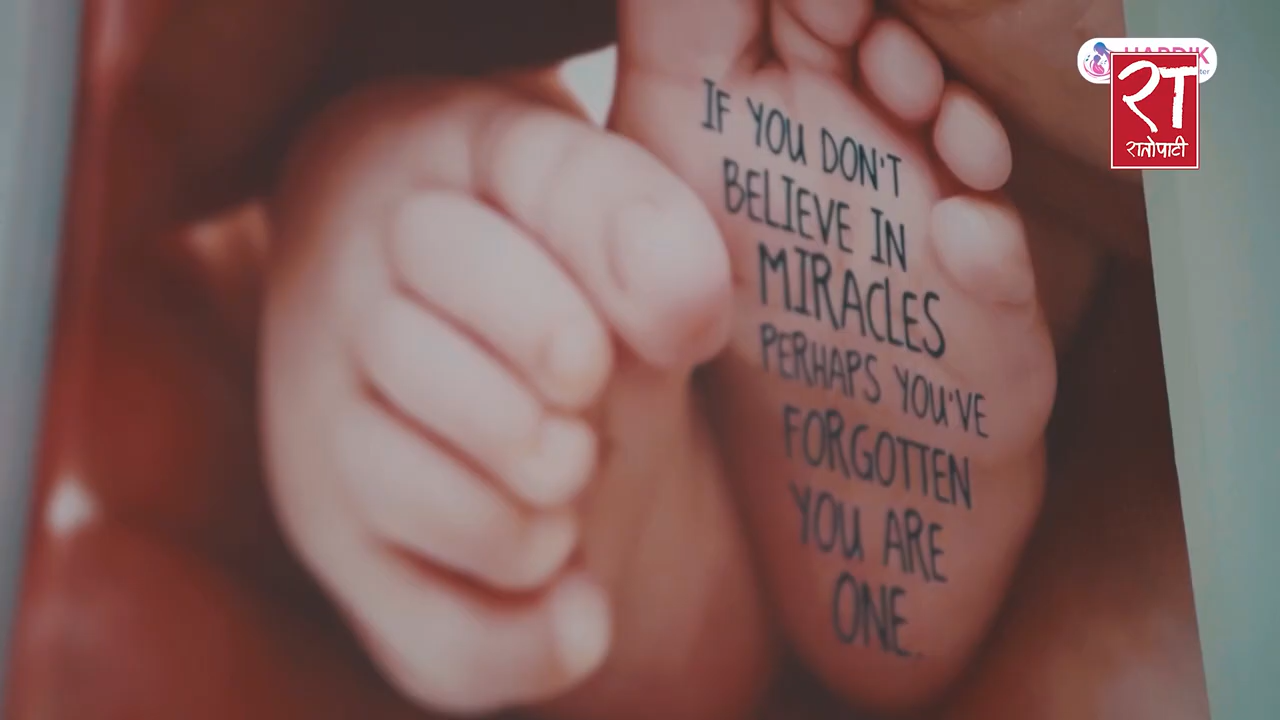 IF YOU DON'T
BELIEVE IN
MIRACLES
PERHAPS YOU'VE
FORGOTTEN
YOU ARE
ONE.
रा
रातोपाटी